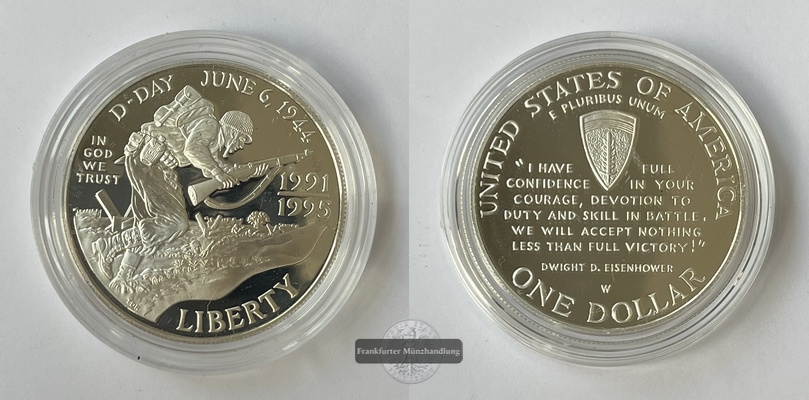 D-DAY JUNE 6, 1944
IN
GOD
WE
TRUST
1991
1995
LIBERTY
UNITED STATES OF AMERICA
E PLURIBUS UNUM
"I HAVE FULL
CONFIDENCE IN YOUR
COURAGE, DEVOTION TO
DUTY AND SKILL IN BATTLE.
WE WILL ACCEPT NOTHING
LESS THAN FULL VICTORY!"
DWIGHT D. EISENHOWER
W
ONE DOLLAR
Frankfurter Münzhandlung